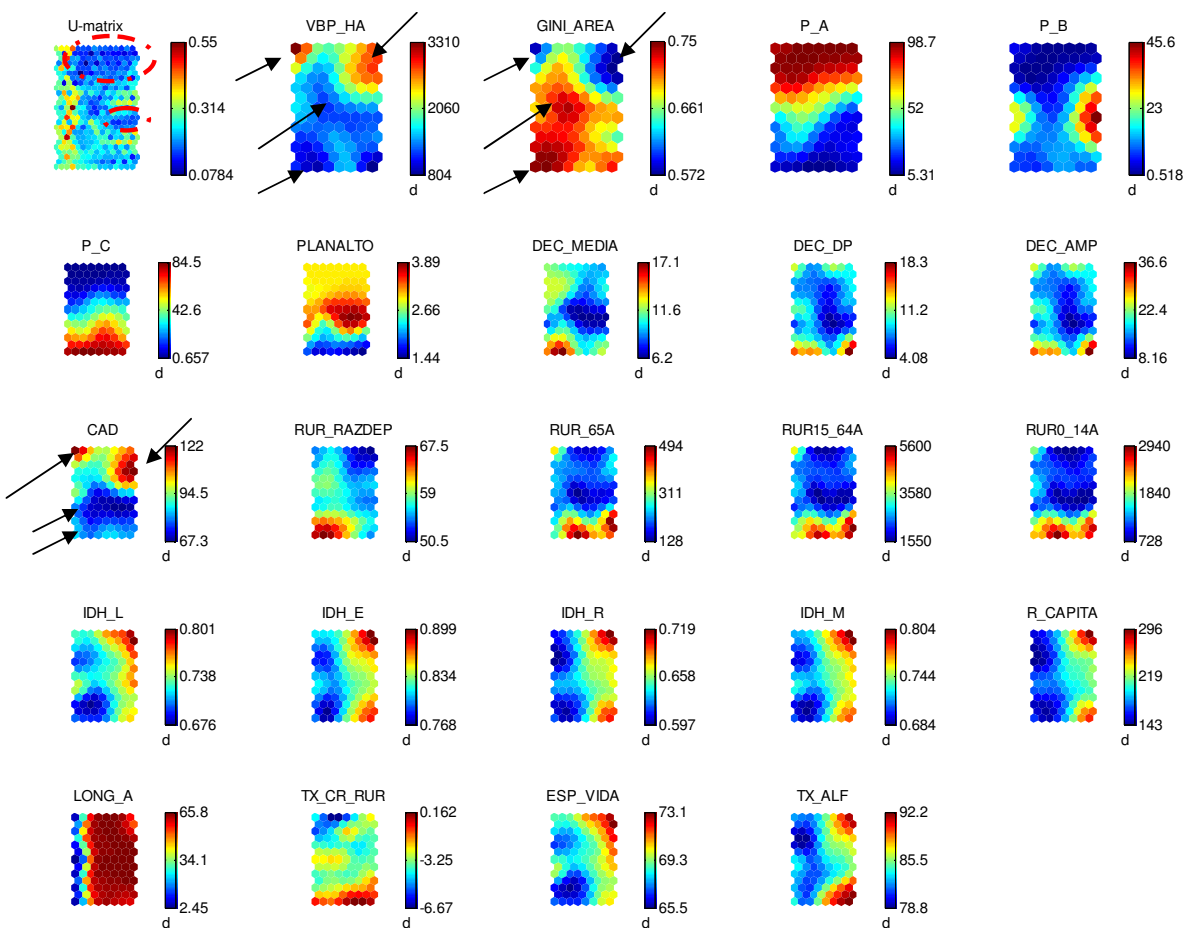 U-matrix
0.55
0.314
0.0784
VBP_HA
3310
2060
804
d
GINI_AREA
0.75
0.661
0.572
d
P_A
98.7
52
5.31
d
P_B
45.6
23
0.518
d
P_C
84.5
42.6
0.657
d
PLANALTO
3.89
2.66
1.44
d
DEC_MEDIA
17.1
11.6
6.2
d
DEC_DP
18.3
11.2
4.08
d
DEC_AMP
36.6
22.4
8.16
d
CAD
122
94.5
67.3
d
RUR_RAZDEP
67.5
59
50.5
d
RUR_65A
494
311
128
d
RUR15_64A
5600
3580
1550
d
RUR0_14A
2940
1840
728
d
IDH_L
0.801
0.738
0.676
d
IDH_E
0.899
0.834
0.768
d
IDH_R
0.719
0.658
0.597
d
IDH_M
0.804
0.744
0.684
d
R_CAPITA
296
219
143
d
LONG_A
65.8
34.1
2.45
d
TX_CR_RUR
0.162
-3.25
-6.67
d
ESP_VIDA
73.1
69.3
65.5
d
TX_ALF
92.2
85.5
78.8
d